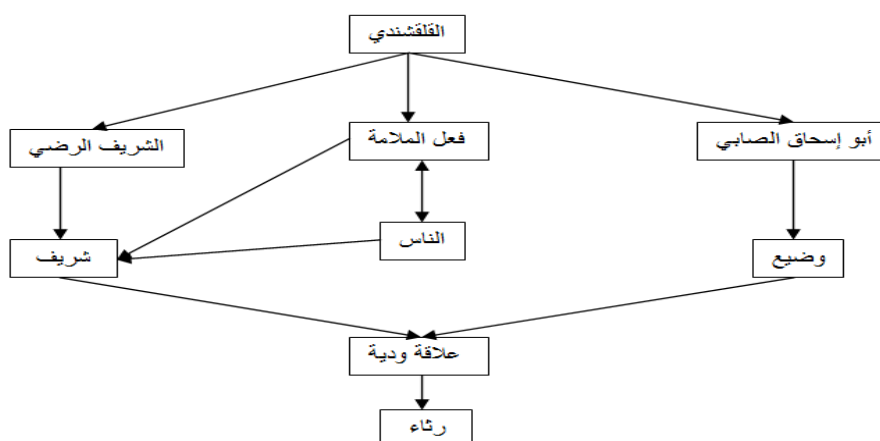 القلقشندي
أبو إسحاق الصابي
فعل الملامة
الشريف الرضي
الناس
وضيع
شريف
علاقة ودية
رثاء